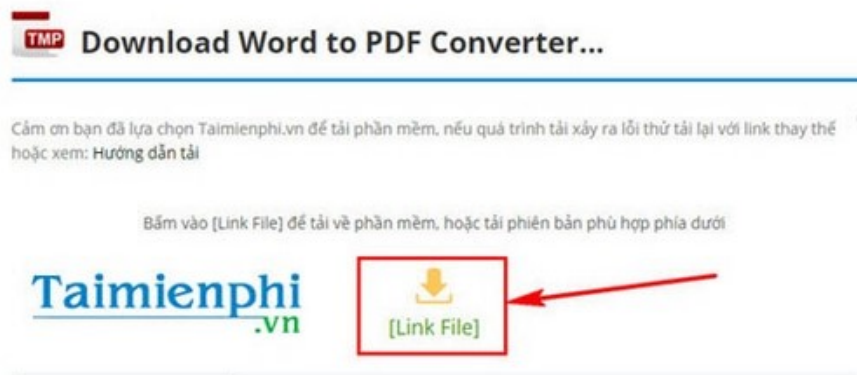 TMP Download Word to PDF Converter...
Cảm ơn bạn đã lựa chọn Taimienphi.vn để tải phần mềm, nếu quá trình tải xảy ra lỗi thử tải lại với link thay thế
hoặc xem: Hướng dẫn tải
Bấm vào [Link File] để tải về phần mềm, hoặc tải phiên bản phù hợp phía dưới
Taimienphi
.vn
[Link File]